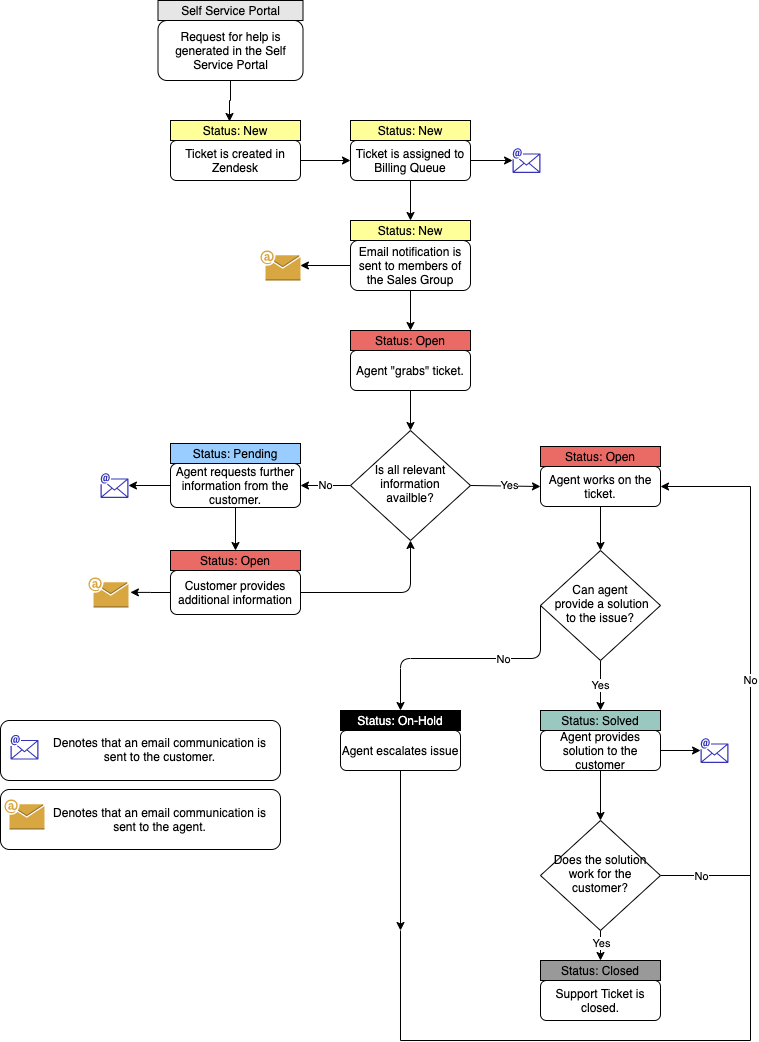 Self Service Portal
Request for help is
generated in the Self
Service Portal
Status: New
Ticket is created in
Zendesk
Status: New
Ticket is assigned to
Billing Queue
@
Status: New
Email notification is
sent to members of
the Sales Group
@
Status: Open
Agent "grabs" ticket.
Is all relevant
information
availble?
No
Yes
Status: Pending
Agent requests further
information from the
customer.
@
Status: Open
Customer provides
additional information
@
Status: Open
Agent works on the
ticket.
Can agent
provide a solution
to the issue?
No
Yes
No
Status: On-Hold
Agent escalates issue
Status: Solved
Agent provides
solution to the
customer
@
Does the solution
work for the
customer?
No
Yes
Status: Closed
Support Ticket is
closed.
@
Denotes that an email communication is
sent to the customer.
@
Denotes that an email communication is
sent to the agent.